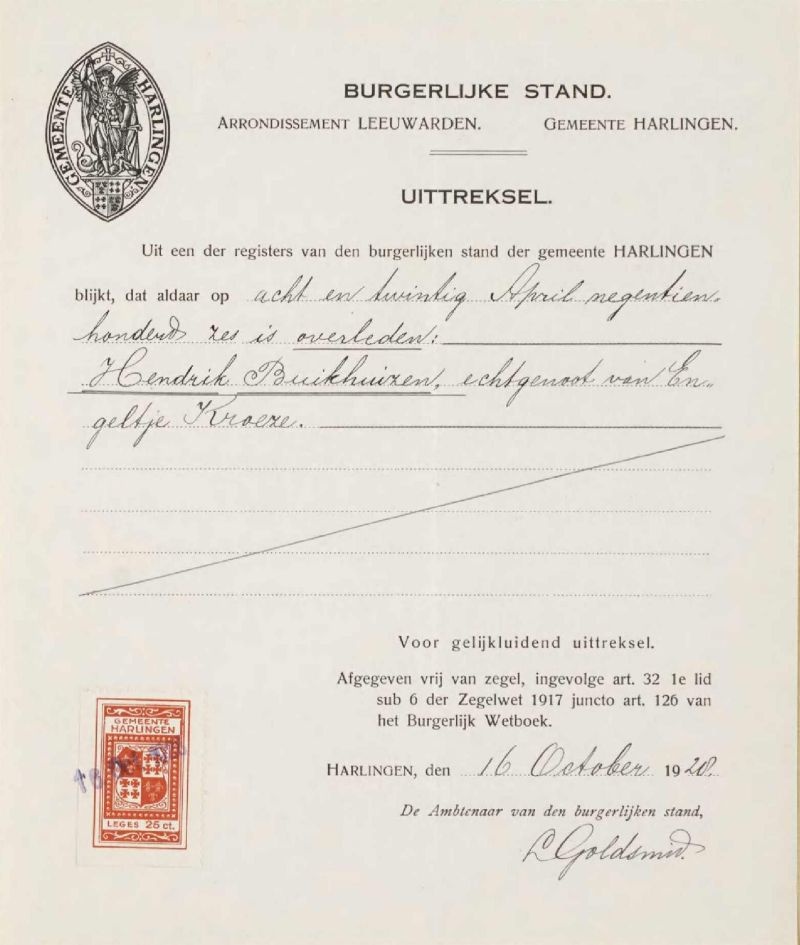 GEMEENTE HARLINGEN
BURGERLIJKE STAND.
ARRONDISSEMENT LEEUWARDEN. GEMEENTE HARLINGEN.
UITTREKSEL.
Uit een der registers van den burgerlijken stand der gemeente HARLINGEN
blijkt, dat aldaar op acht en twintig April negentien-
honderd zes is overleden:
Hendrik Buikhuizen, echtgenoot van En-
geltje Kroeze.
Voor gelijkluidend uittreksel.
Afgegeven vrij van zegel, ingevolge art. 32 1e lid
sub 6 der Zegelwet 1917 juncto art. 126 van
het Burgerlijk Wetboek.
HARLINGEN, den 16 October 1928.
De Ambtenaar van den burgerlijken stand,
L Goldsmid.
GEMEENTE
HARLINGEN
LEGES 25 ct.